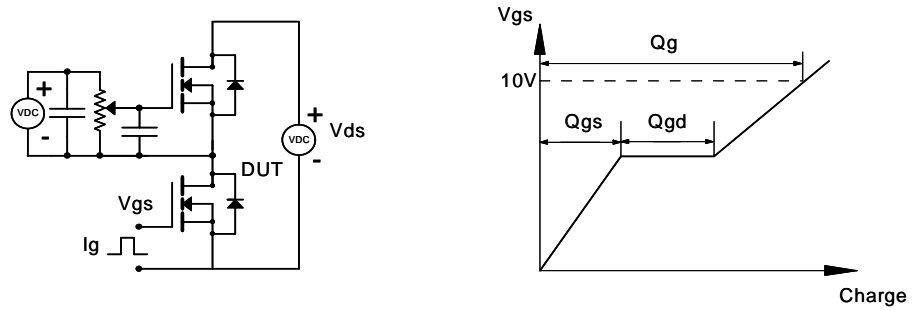 +
VDC
-
+
VDC
-
Vds
DUT
Vgs
Ig
Vgs
Qg
10V
Qgs
Qgd
Charge